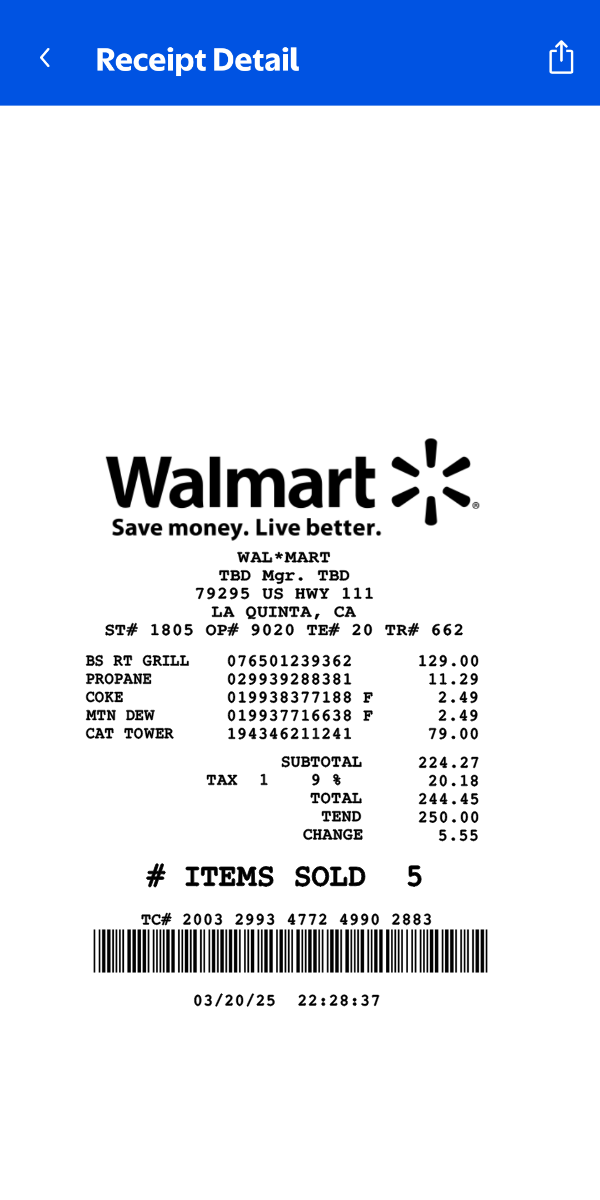 Receipt Detail
Walmart
Save money. Live better.
WAL*MART
TBD Mgr. TBD
79295 US HWY 111
LA QUINTA, CA
ST# 1805 OP# 9020 TE# 20 TR# 662
BS RT GRILL 076501239362 129.00
PROPANE 029939288381 11.29
COKE 019938377188 F 2.49
MTN DEW 019937716638 F 2.49
CAT TOWER 194346211241 79.00
SUBTOTAL 224.27
TAX 1 9 % 20.18
TOTAL 244.45
TEND 250.00
CHANGE 5.55
# ITEMS SOLD 5
TC# 2003 2993 4772 4990 2883
03/20/25 22:28:37